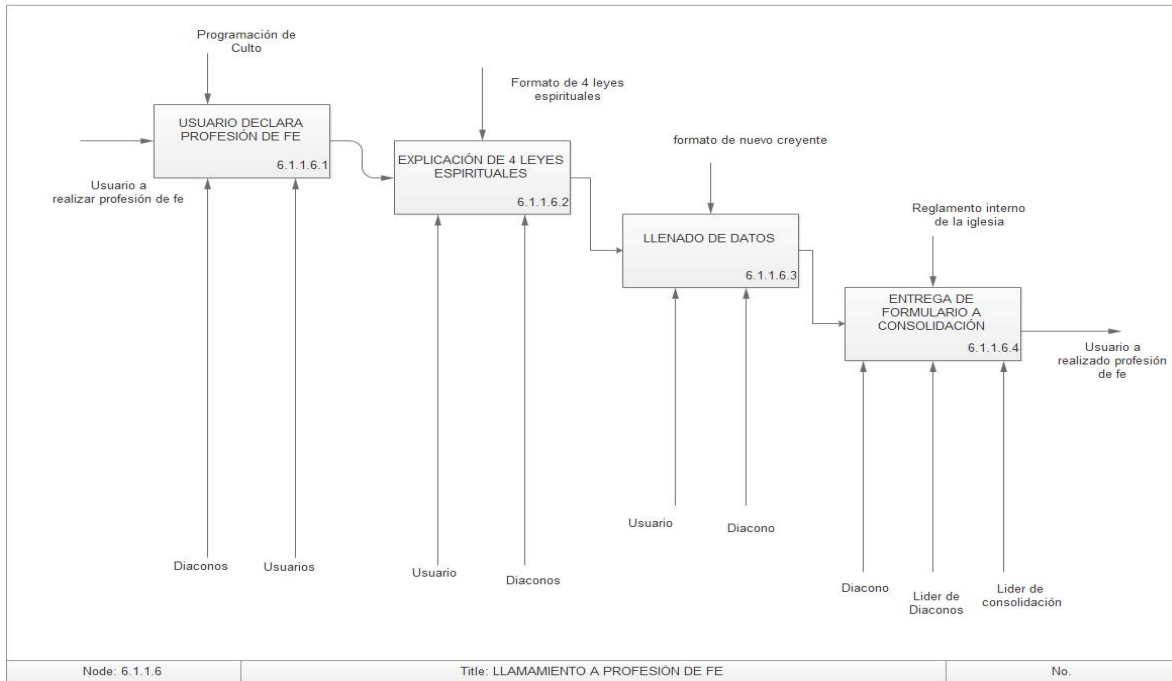 Programación de
Culto
USUARIO DECLARA
PROFESIÓN DE FE
6.1.1.6.1
Usuario a
realizar profesión de fe
Diaconos
Usuarios
Formato de 4 leyes
espirituales
EXPLICACIÓN DE 4 LEYES
ESPIRITUALES
6.1.1.6.2
Usuario
Diaconos
formato de nuevo creyente
LLENADO DE DATOS
6.1.1.6.3
Usuario
Diacono
Reglamento interno
de la iglesia
ENTREGA DE
FORMULARIO A
CONSOLIDACIÓN
6.1.1.6.4
Usuario a
realizado profesión
de fe
Diacono
Lider de
Diaconos
Lider de
consolidación
Node: 6.1.1.6
Title: LLAMAMIENTO A PROFESIÓN DE FE
No.